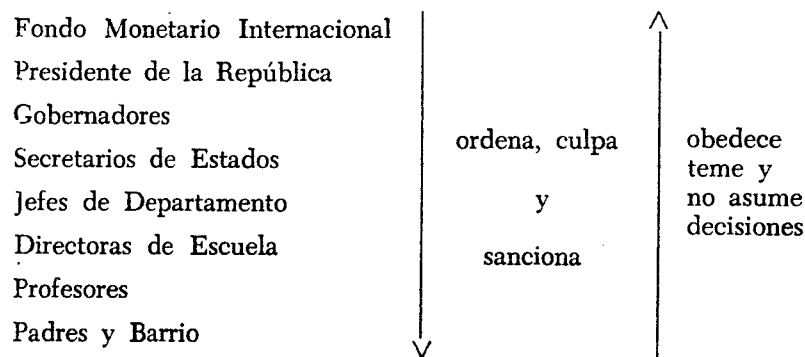 Fondo Monetario Internacional
Presidente de la República
Gobernadores
Secretarios de Estados
Jefes de Departamento
Directoras de Escuela
Profesores
Padres y Barrio
ordena, culpa
y
sanciona
obedece
teme y
no asume
decisiones